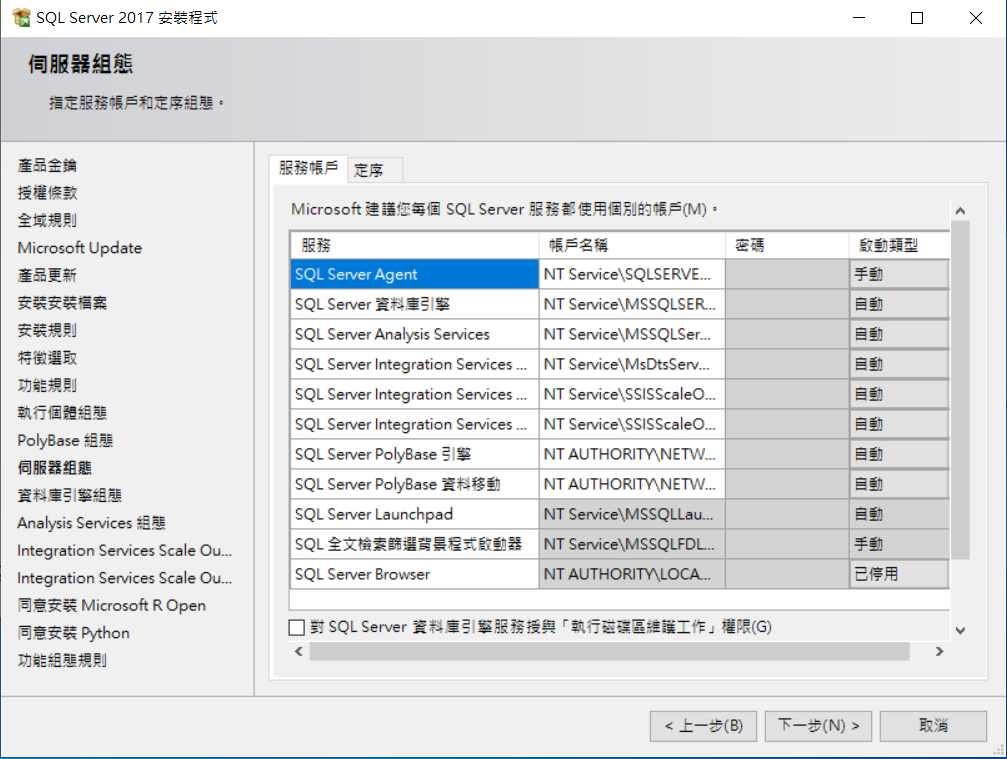 SQL Server 2017 安裝程式
伺服器組態
指定服務帳戶和定序組態。
產品金鑰
授權條款
全域規則
Microsoft Update
產品更新
安裝安裝檔案
安裝規則
特徵選取
功能規則
執行個體組態
PolyBase 組態
伺服器組態
資料庫引擎組態
Analysis Services 組態
Integration Services Scale Ou...
Integration Services Scale Ou...
同意安裝 Microsoft R Open
同意安裝 Python
功能組態規則
服務帳戶 定序
Microsoft 建議您每個 SQL Server 服務都使用個別的帳戶(M)。
服務 帳戶名稱 密碼 啟動類型
SQL Server Agent NT Service\SQLSERVE... 手動
SQL Server 資料庫引擎 NT Service\MSSQLSER... 自動
SQL Server Analysis Services NT Service\MSSQLSer... 自動
SQL Server Integration Services ... NT Service\MsDtsServ... 自動
SQL Server Integration Services ... NT Service\SSISScaleO... 自動
SQL Server Integration Services ... NT Service\SSISScaleO... 自動
SQL Server PolyBase 引擎 NT AUTHORITY\NETW... 自動
SQL Server PolyBase 資料移動 NT AUTHORITY\NETW... 自動
SQL Server Launchpad NT Service\MSSQLLau... 自動
SQL 全文檢索篩選背景程式啟動器 NT Service\MSSQLFDL... 手動
SQL Server Browser NT AUTHORITY\LOCA... 已停用
對 SQL Server 資料庫引擎服務授與「執行磁碟區維護工作」權限(G)
< 上一步(B) 下一步(N) > 取消